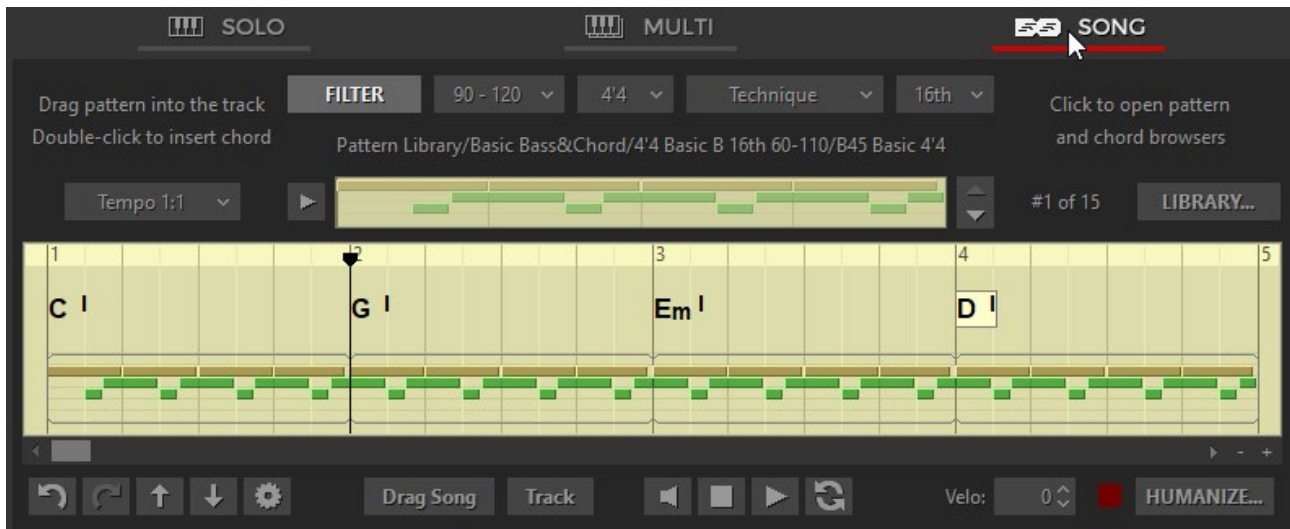 SOLO MULTI SONG
Drag pattern into the track
Double-click to insert chord
FILTER 90 - 120 4'4 Technique 16th
Click to open pattern
and chord browsers
Pattern Library/Basic Bass&Chord/4'4 Basic B 16th 60-110/B45 Basic 4'4
Tempo 1:1 #1 of 15 LIBRARY...
1 2 3 4 5
C I G I Em I D I
Drag Song Track Velo: 0 HUMANIZE...